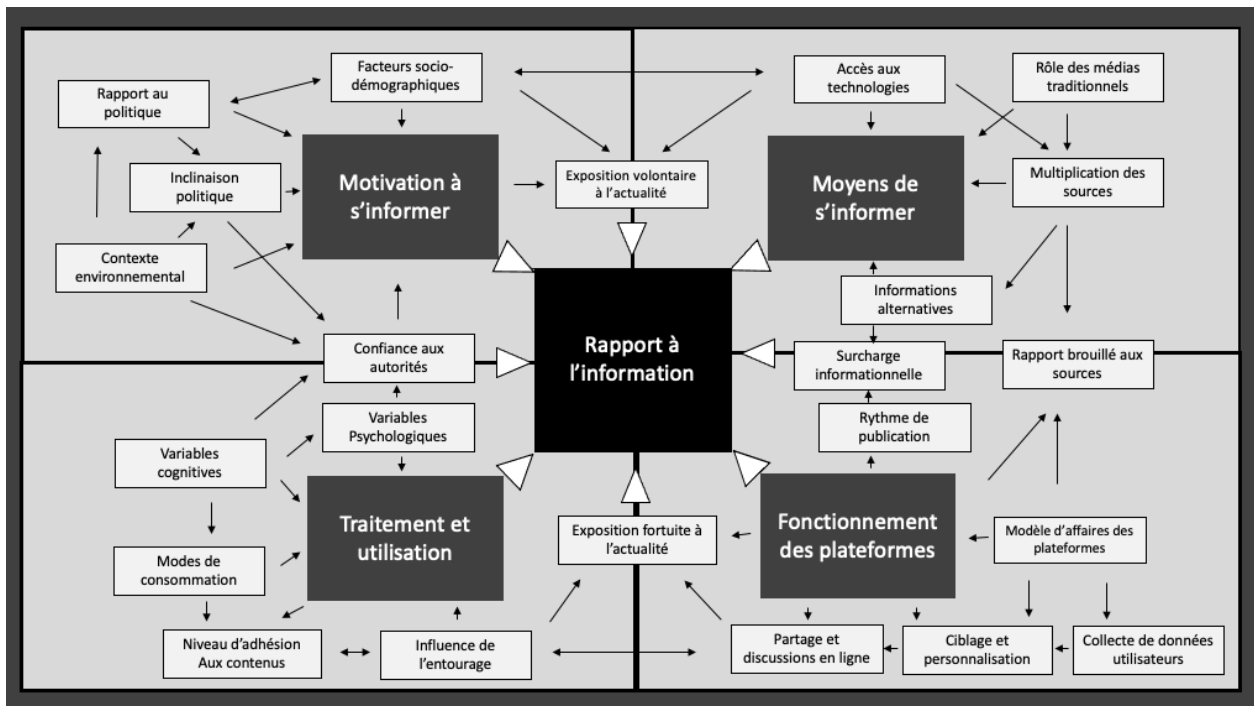 Facteurs socio-
démographiques
Rapport au
politique
Inclinaison
politique
Motivation à
s'informer
Contexte
environnemental
Exposition volontaire
à l'actualité
Accès aux
technologies
Rôle des médias
traditionnels
Moyens de
s'informer
Multiplication des
sources
Informations
alternatives
Confiance aux
autorités
Rapport à
l'information
Surcharge
informationnelle
Rapport brouillé aux
sources
Variables
Psychologiques
Rythme de
publication
Variables
cognitives
Traitement et
utilisation
Exposition fortuite à
l'actualité
Fonctionnement
des plateformes
Modèle d'affaires des
plateformes
Modes de
consommation
Niveau d'adhésion
Aux contenus
Influence de
l'entourage
Partage et
discussions en ligne
Ciblage et
personnalisation
Collecte de données
utilisateurs